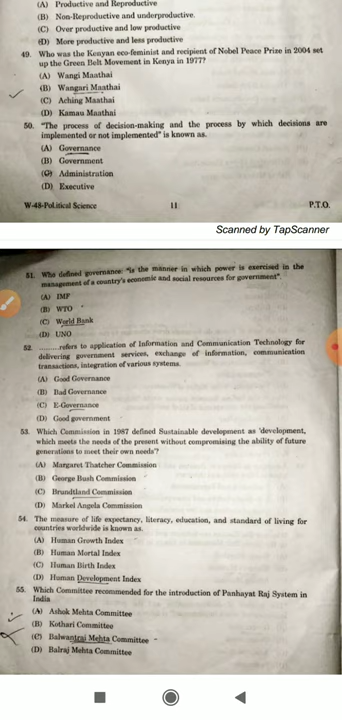 (A) Productive and Reproductive
(B) Non-Reproductive and underproductive.
(C) Over productive and low productive
(D) More productive and less productive
49. Who was the Kenyan eco-feminist and recipient of Nobel Peace Prize in 2004 set
up the Green Belt Movement in Kenya in 1977?
(A) Wangi Maathai
(B) Wangari Maathai
(C) Aching Maathai
(D) Kamau Maathai
50. "The process of decision-making and the process by which decisions are
implemented or not implemented" is known as.
(A) Governance
(B) Government
(C) Administration
(D) Executive
W-48-Political Science 11 P.T.O.
Scanned by TapScanner
51. Who defined governance: "is the manner in which power is exercised in the
management of a country's economic and social resources for government".
(A) IMF
(B) WTO
(C) World Bank
(D) UNO
52. .........refers to application of Information and Communication Technology for
delivering government services, exchange of information, communication
transactions, integration of various systems.
(A) Good Governance
(B) Bad Governance
(C) E-Governance
(D) Good government
53. Which Commission in 1987 defined Sustainable development as 'development,
which meets the needs of the present without compromising the ability of future
generations to meet their own needs'?
(A) Margaret Thatcher Commission
(B) George Bush Commission
(C) Brundtland Commission
(D) Markel Angela Commission
54. The measure of life expectancy, literacy, education, and standard of living for
countries worldwide is known as.
(A) Human Growth Index
(B) Human Mortal Index
(C) Human Birth Index
(D) Human Development Index
55. Which Committee recommended for the introduction of Panhayat Raj System in
India
(A) Ashok Mehta Committee
(B) Kothari Committee
(C) Balwantrai Mehta Committee
(D) Balraj Mehta Committee